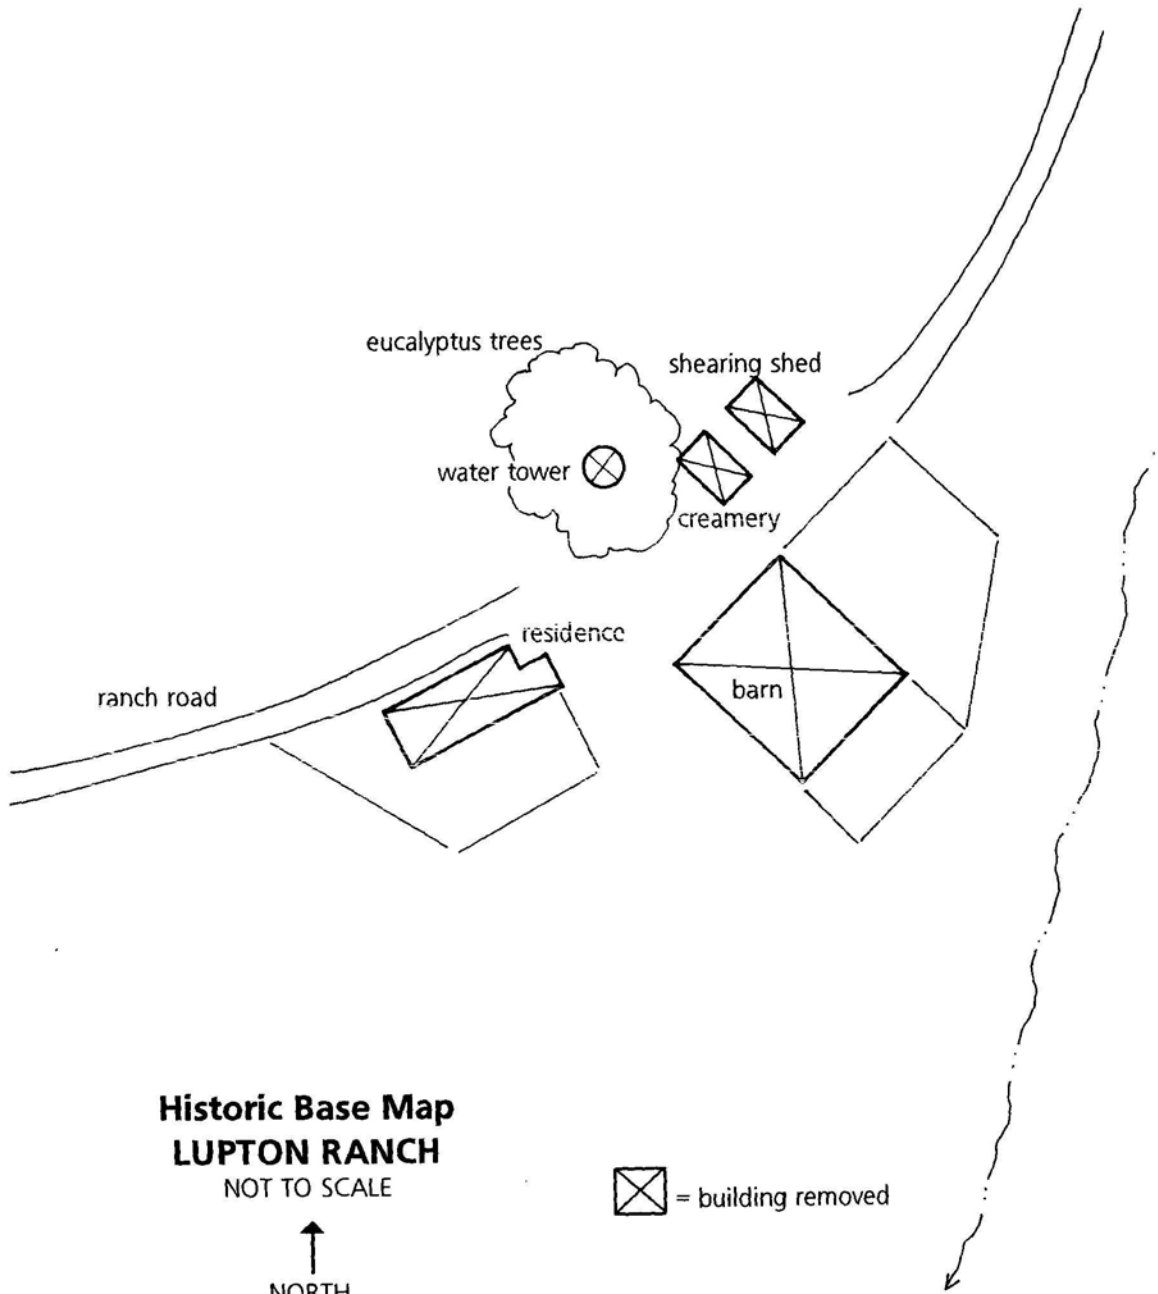 eucalyptus trees
shearing shed
water tower
creamery
residence
ranch road
barn
Historic Base Map
LUPTON RANCH
NOT TO SCALE
= building removed
NORTH